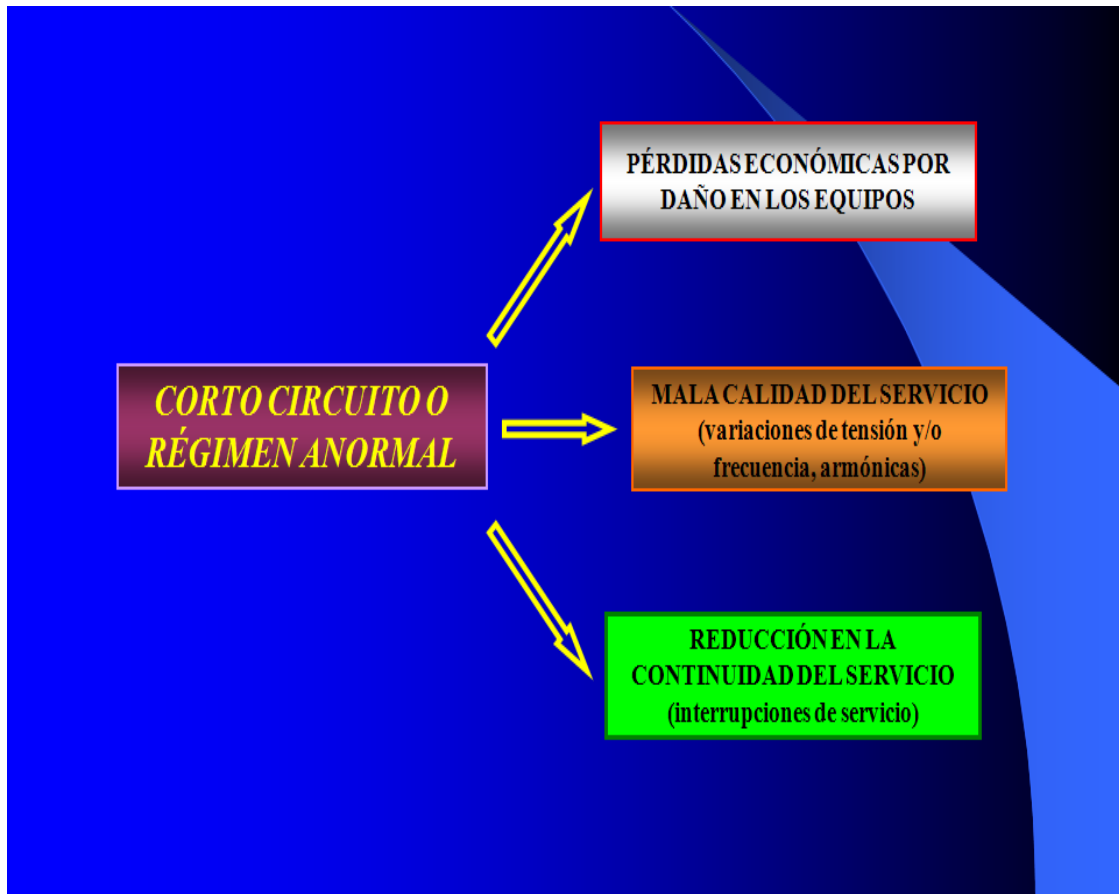 PÉRDIDAS ECONÓMICAS POR
DAÑO EN LOS EQUIPOS
CORTO CIRCUITO O
RÉGIMEN ANORMAL
MALA CALIDAD DEL SERVICIO
(variaciones de tensión y/o
frecuencia, armónicas)
REDUCCIÓN EN LA
CONTINUIDAD DEL SERVICIO
(interrupciones de servicio)